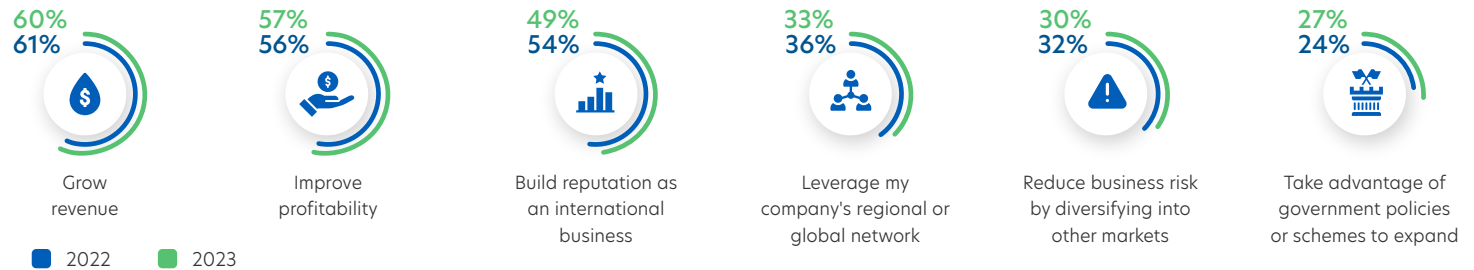 60%
61%
Grow
revenue
57%
56%
Improve
profitability
49%
54%
Build reputation as
an international
business
33%
36%
Leverage my
company's regional or
global network
30%
32%
Reduce business risk
by diversifying into
other markets
27%
24%
Take advantage of
government policies
or schemes to expand
2022
2023